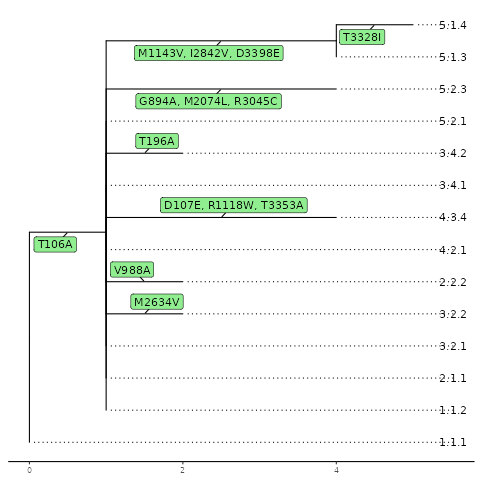 5.1.4
T3328I
M1143V, I2842V, D3398E
5.1.3
5.2.3
G894A, M2074L, R3045C
5.2.1
T196A
3.4.2
3.4.1
D107E, R1118W, T3353A
4.3.4
T106A
4.2.1
V988A
2.2.2
M2634V
3.2.2
3.2.1
2.1.1
1.1.2
1.1.1
0 2 4